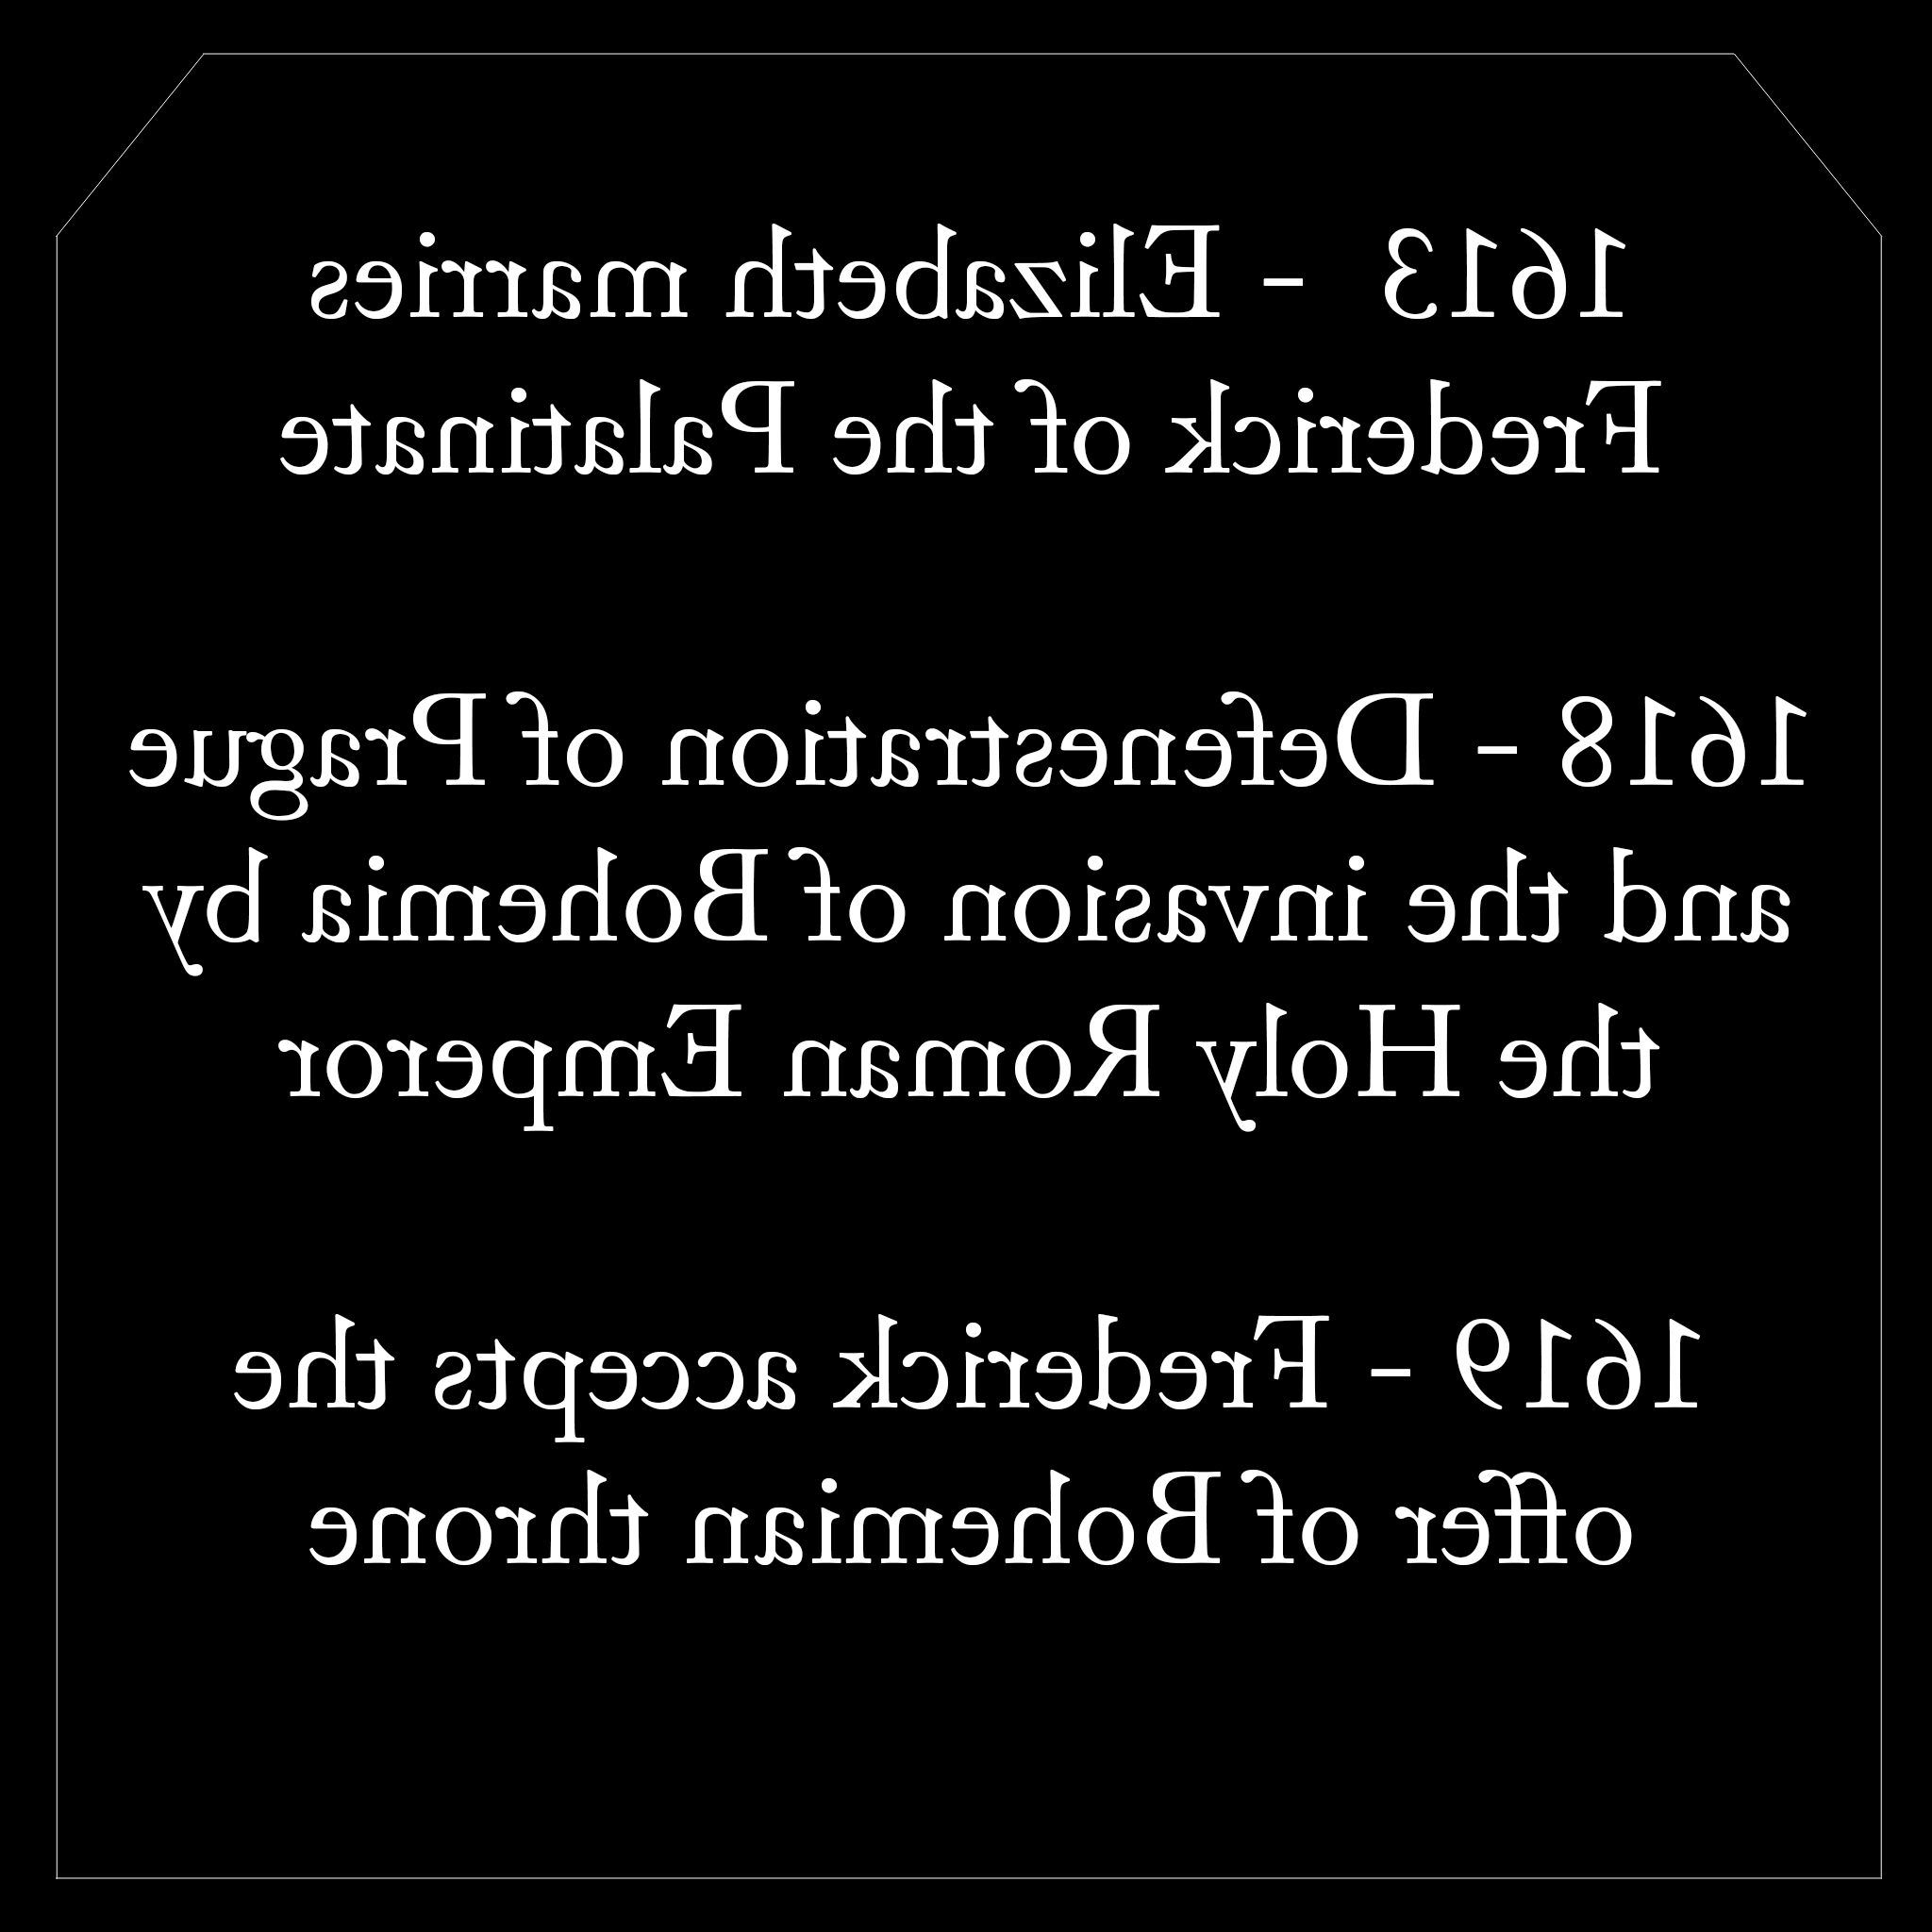 1613 – Elizabeth marries
Frederick of the Palatinate
1618 – Defenestration of Prague
and the invasion of Bohemia by
the Holy Roman Emperor
1619 – Frederick accepts the
offer of Bohemian throne